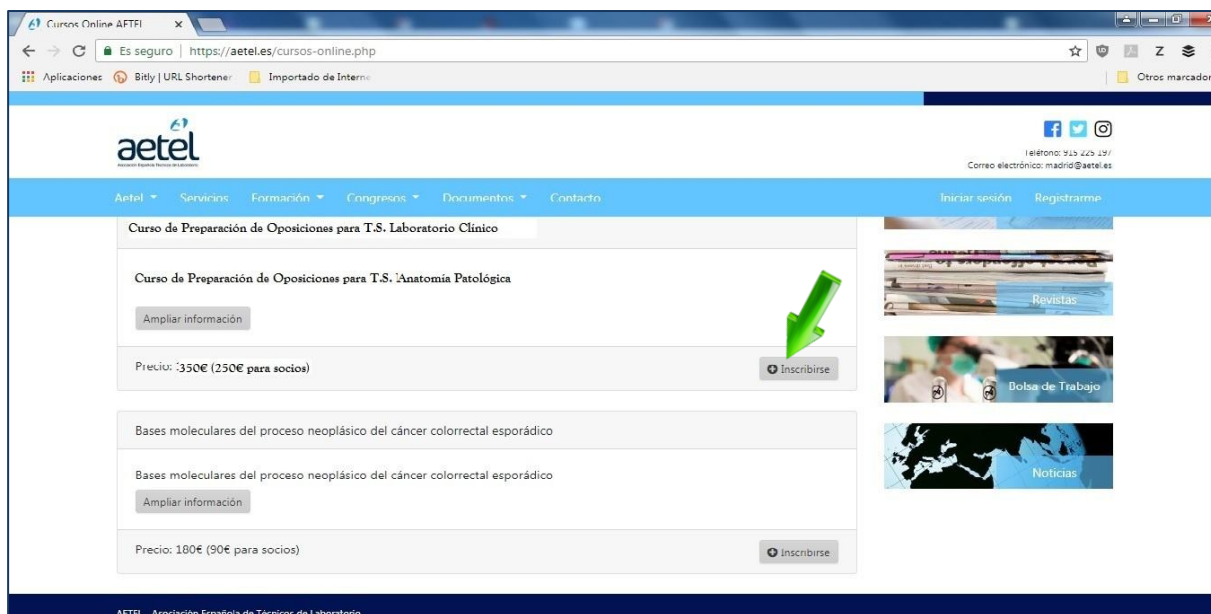 Cursos Online AETEL
Es seguro | https://aetel.es/cursos-online.php
Z
Aplicaciones Bitly | URL Shortener Importado de Interne Otros marcador
aetel
Asociación Española Técnicos de Laboratorio
Teléfono: 915 225 197
Correo electrónico: madrid@aetel.es
Aetel Servicios Formación Congresos Documentos Contacto Iniciar sesión Registrarme
Curso de Preparación de Oposiciones para T.S. Laboratorio Clínico
Curso de Preparación de Oposiciones para T.S. Anatomía Patológica
Ampliar información
Precio: 350€ (250€ para socios) Inscribirse
Revistas
Bolsa de Trabajo
Bases moleculares del proceso neoplásico del cáncer colorrectal esporádico
Bases moleculares del proceso neoplásico del cáncer colorrectal esporádico
Ampliar información
Noticias
Precio: 180€ (90€ para socios) Inscribirse
AETEL - Asociación Española de Técnicos de Laboratorio